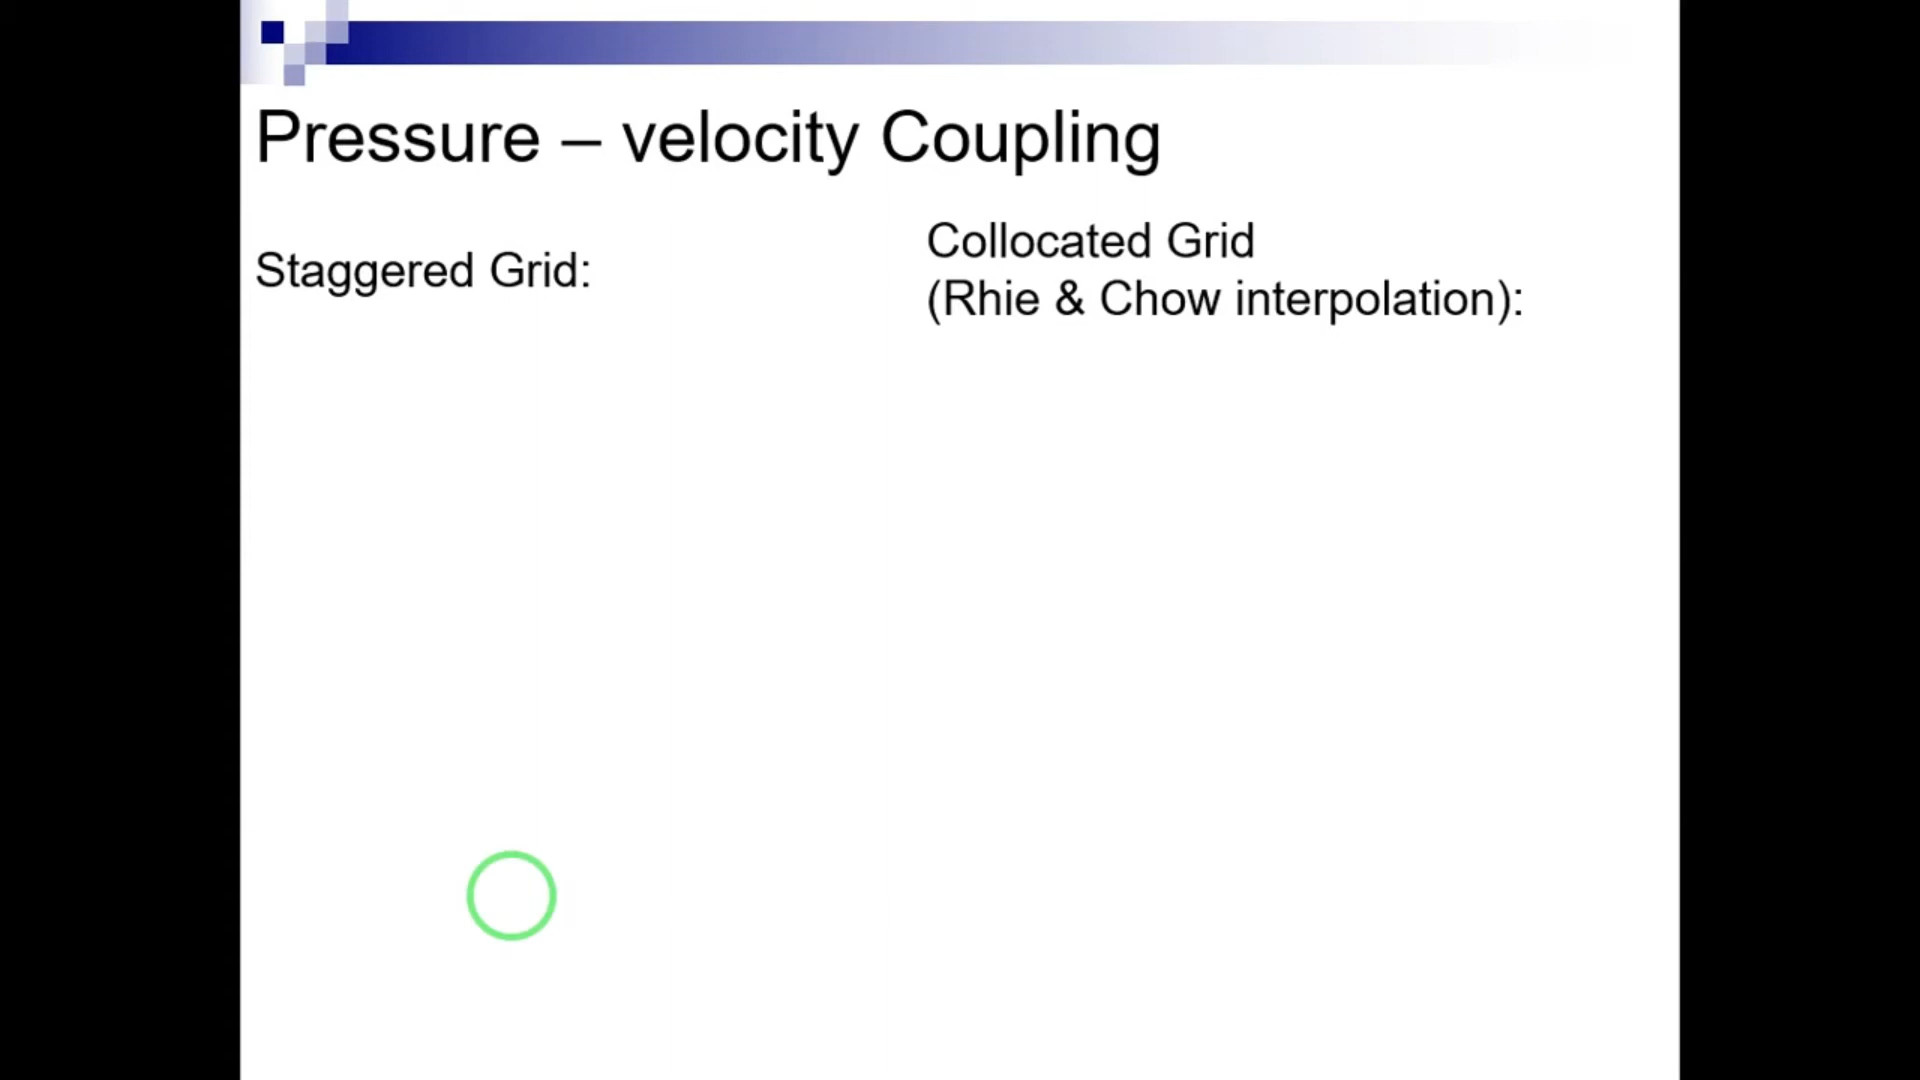 Pressure – velocity Coupling
Staggered Grid:
Collocated Grid
(Rhie & Chow interpolation):